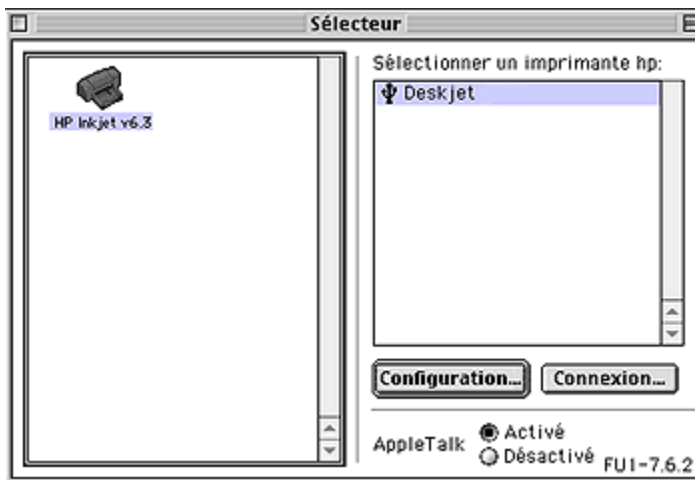 Sélecteur
HP Inkjet v6.3
Sélectionner un imprimante hp:
Deskjet
Configuration...
Connexion...
AppleTalk
Activé
Désactivé
FU1-7.6.2